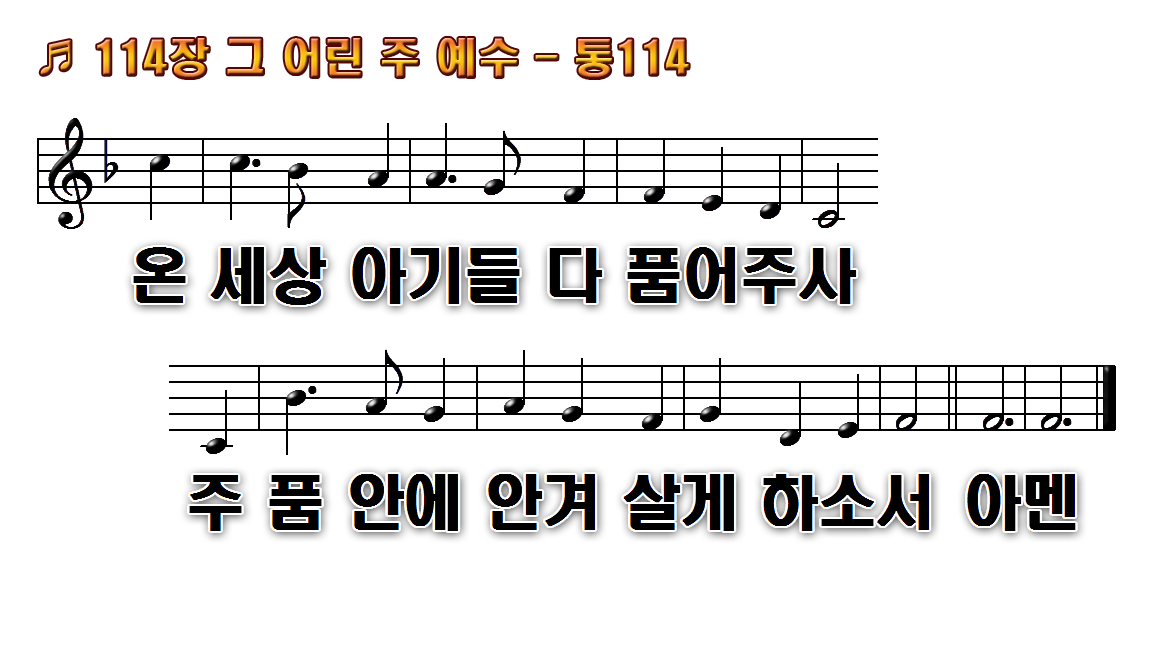 ♬ 114장 그 어린 주 예수 - 통114
온 세상 아기들 다 품어주사
주 품 안에 안겨 살게 하소서 아멘